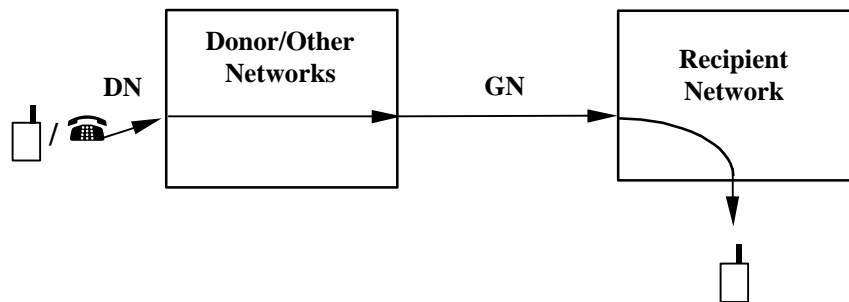 Donor/Other
Networks
DN
/
GN
Recipient
Network